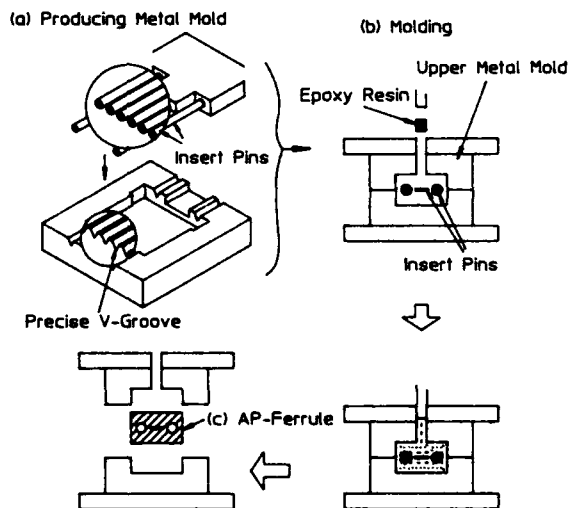 (a) Producing Metal Mold
(b) Molding
Upper Metal Mold
Epoxy Resin
Insert Pins
Insert Pins
Precise V-Groove
(c) AP-Ferrule